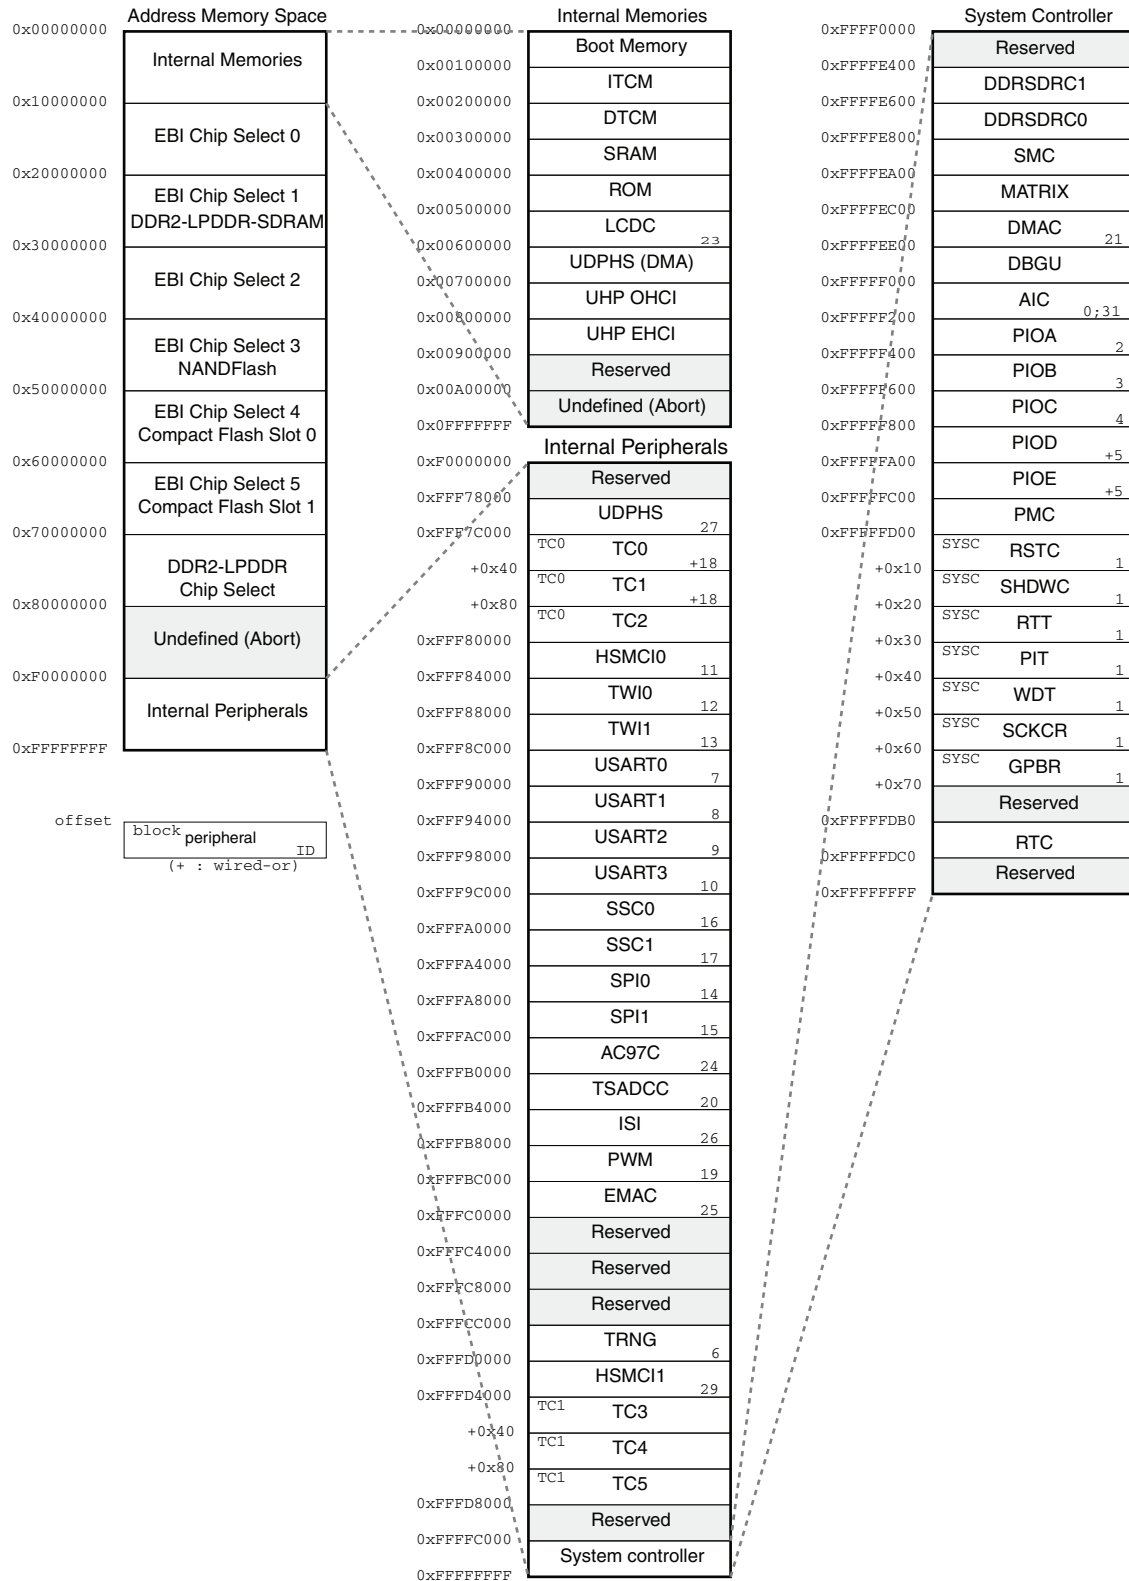 Address Memory Space
0x00000000
Internal Memories
0x10000000
EBI Chip Select 0
0x20000000
EBI Chip Select 1
DDR2-LPDDR-SDRAM
0x30000000
EBI Chip Select 2
0x40000000
EBI Chip Select 3
NANDFlash
0x50000000
EBI Chip Select 4
Compact Flash Slot 0
0x60000000
EBI Chip Select 5
Compact Flash Slot 1
0x70000000
DDR2-LPDDR
Chip Select
0x80000000
Undefined (Abort)
0xF0000000
Internal Peripherals
0xFFFFFFFF
offset
block
peripheral
ID
(+ : wired-or)
Internal Memories
0x00000000
Boot Memory
0x00100000
ITCM
0x00200000
DTCM
0x00300000
SRAM
0x00400000
ROM
0x00500000
LCDC
23
0x00600000
UDPHS (DMA)
0x00700000
UHP OHCI
0x00800000
UHP EHCI
0x00900000
Reserved
0x00A00000
Undefined (Abort)
0x0FFFFFFF
Internal Peripherals
0xF0000000
Reserved
0xFFF78000
UDPHS
27
0xFFF7C000
TC0
TC0
+18
+0x40
TC0
TC1
+18
+0x80
TC0
TC2
0xFFF80000
HSMCI0
11
0xFFF84000
TWI0
12
0xFFF88000
TWI1
13
0xFFF8C000
USART0
7
0xFFF90000
USART1
8
0xFFF94000
USART2
9
0xFFF98000
USART3
10
0xFFF9C000
SSC0
16
0xFFFA0000
SSC1
17
0xFFFA4000
SPI0
14
0xFFFA8000
SPI1
15
0xFFFAC000
AC97C
24
0xFFFB0000
TSADCC
20
0xFFFB4000
ISI
26
0xFFFB8000
PWM
19
0xFFFBC000
EMAC
25
0xFFFC0000
Reserved
0xFFFC4000
Reserved
0xFFFC8000
Reserved
0xFFFCC000
TRNG
6
0xFFFD0000
HSMCI1
29
0xFFFD4000
TC1
TC3
+0x40
TC1
TC4
+0x80
TC1
TC5
0xFFFD8000
Reserved
0xFFFFC000
System controller
0xFFFFFFFF
System Controller
0xFFFF0000
Reserved
0xFFFFE400
DDRSDRC1
0xFFFFE600
DDRSDRC0
0xFFFFE800
SMC
0xFFFFEA00
MATRIX
0xFFFFEC00
DMAC
21
0xFFFFEE00
DBGU
0xFFFFF000
AIC
0;31
0xFFFFF200
PIOA
2
0xFFFFF400
PIOB
3
0xFFFFF600
PIOC
4
0xFFFFF800
PIOD
+5
0xFFFFFA00
PIOE
+5
0xFFFFFC00
PMC
0xFFFFFD00
SYSC
RSTC
1
+0x10
SYSC
SHDWC
1
+0x20
SYSC
RTT
1
+0x30
SYSC
PIT
1
+0x40
SYSC
WDT
1
+0x50
SYSC
SCKCR
1
+0x60
SYSC
GPBR
1
+0x70
Reserved
0xFFFFFDB0
RTC
0xFFFFFDC0
Reserved
0xFFFFFFFF